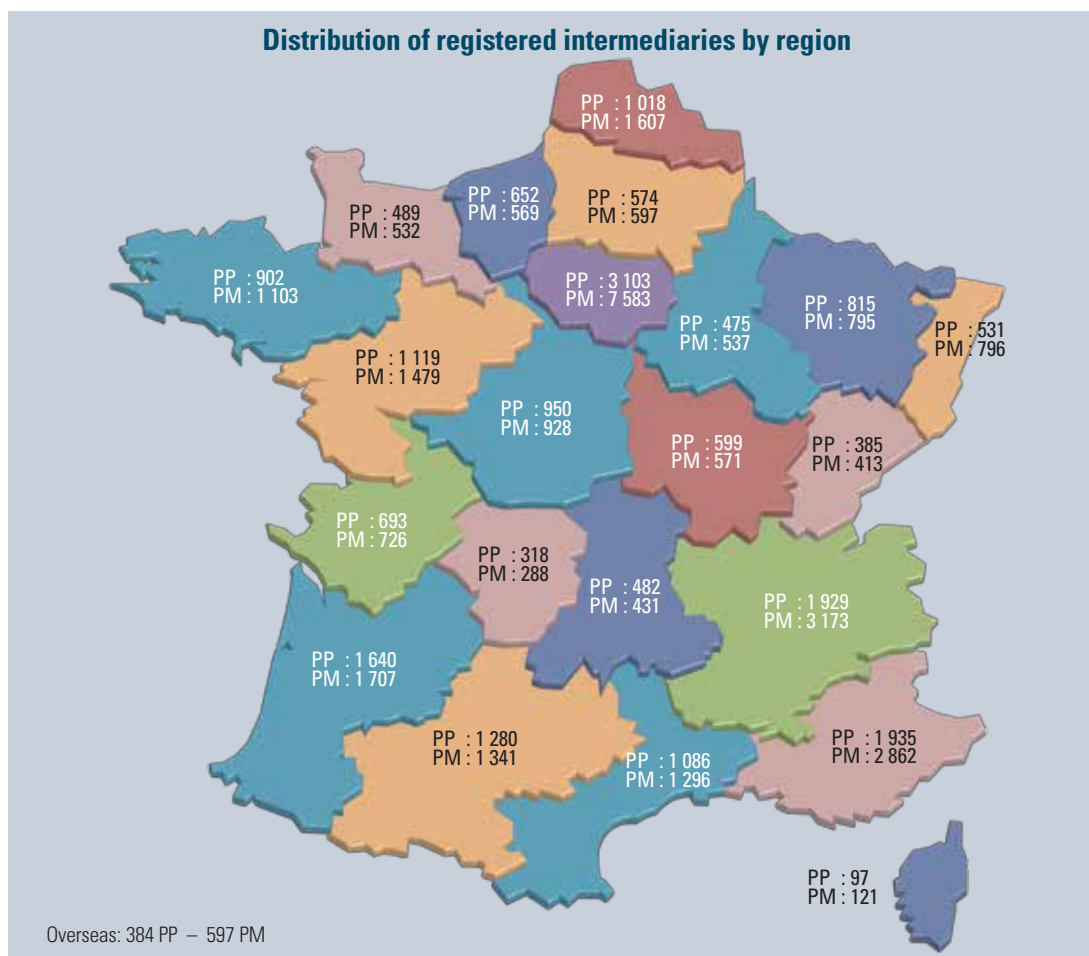 Distribution of registered intermediaries by region
PP : 1 018
PM : 1 607
PP : 652
PM : 569
PP : 574
PM : 597
PP : 489
PM : 532
PP : 902
PM : 1 103
PP : 3 103
PM : 7 583
PP : 475
PM : 537
PP : 815
PM : 795
PP : 531
PM : 796
PP : 1 119
PM : 1 479
PP : 950
PM : 928
PP : 599
PM : 571
PP : 385
PM : 413
PP : 693
PM : 726
PP : 318
PM : 288
PP : 482
PM : 431
PP : 1 929
PM : 3 173
PP : 1 640
PM : 1 707
PP : 1 280
PM : 1 341
PP : 1 086
PM : 1 296
PP : 1 935
PM : 2 862
PP : 97
PM : 121
Overseas: 384 PP – 597 PM